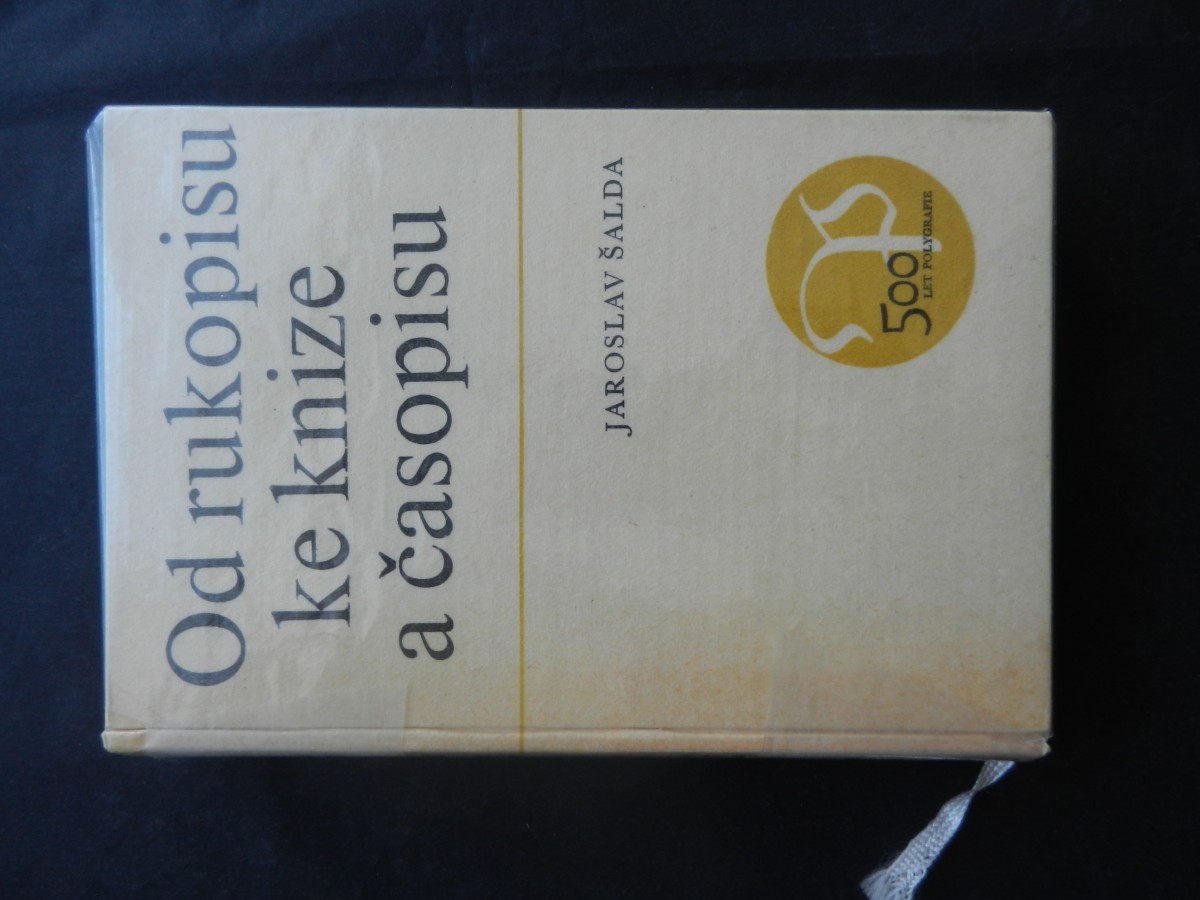 Od rukopisu
ke knize
a časopisu
JAROSLAV ŠALDA
500
LET POLYGRAFIE